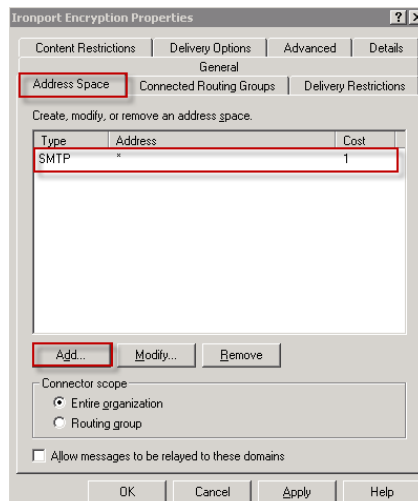 Ironport Encryption Properties ? X
Content Restrictions Delivery Options Advanced Details
General
Address Space Connected Routing Groups Delivery Restrictions
Create, modify, or remove an address space.
Type Address Cost
SMTP * 1
Add... Modify... Remove
Connector scope
Entire organization
Routing group
Allow messages to be relayed to these domains
OK Cancel Apply Help